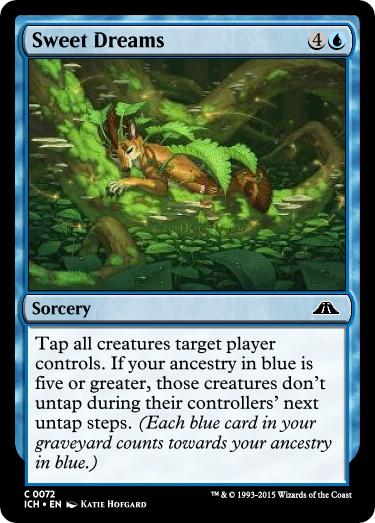 Sweet Dreams 4
Sorcery
Tap all creatures target player
controls. If your ancestry in blue is
five or greater, those creatures don't
untap during their controllers' next
untap steps. (Each blue card in your
graveyard counts towards your ancestry
in blue.)
C 0072
ICH • EN KATIE HOFGARD
™ & © 1993-2015 Wizards of the Coast